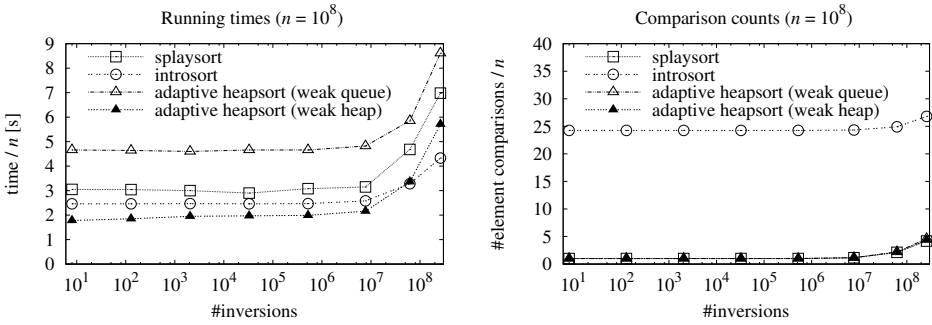 Running times (n = 10^8)
time / n [s]
9
8
7
6
5
4
3
2
1
0
splaysort
introsort
adaptive heapsort (weak queue)
adaptive heapsort (weak heap)
10^1 10^2 10^3 10^4 10^5 10^6 10^7 10^8
#inversions
Comparison counts (n = 10^8)
#element comparisons / n
40
35
30
25
20
15
10
5
0
splaysort
introsort
adaptive heapsort (weak queue)
adaptive heapsort (weak heap)
10^1 10^2 10^3 10^4 10^5 10^6 10^7 10^8
#inversions